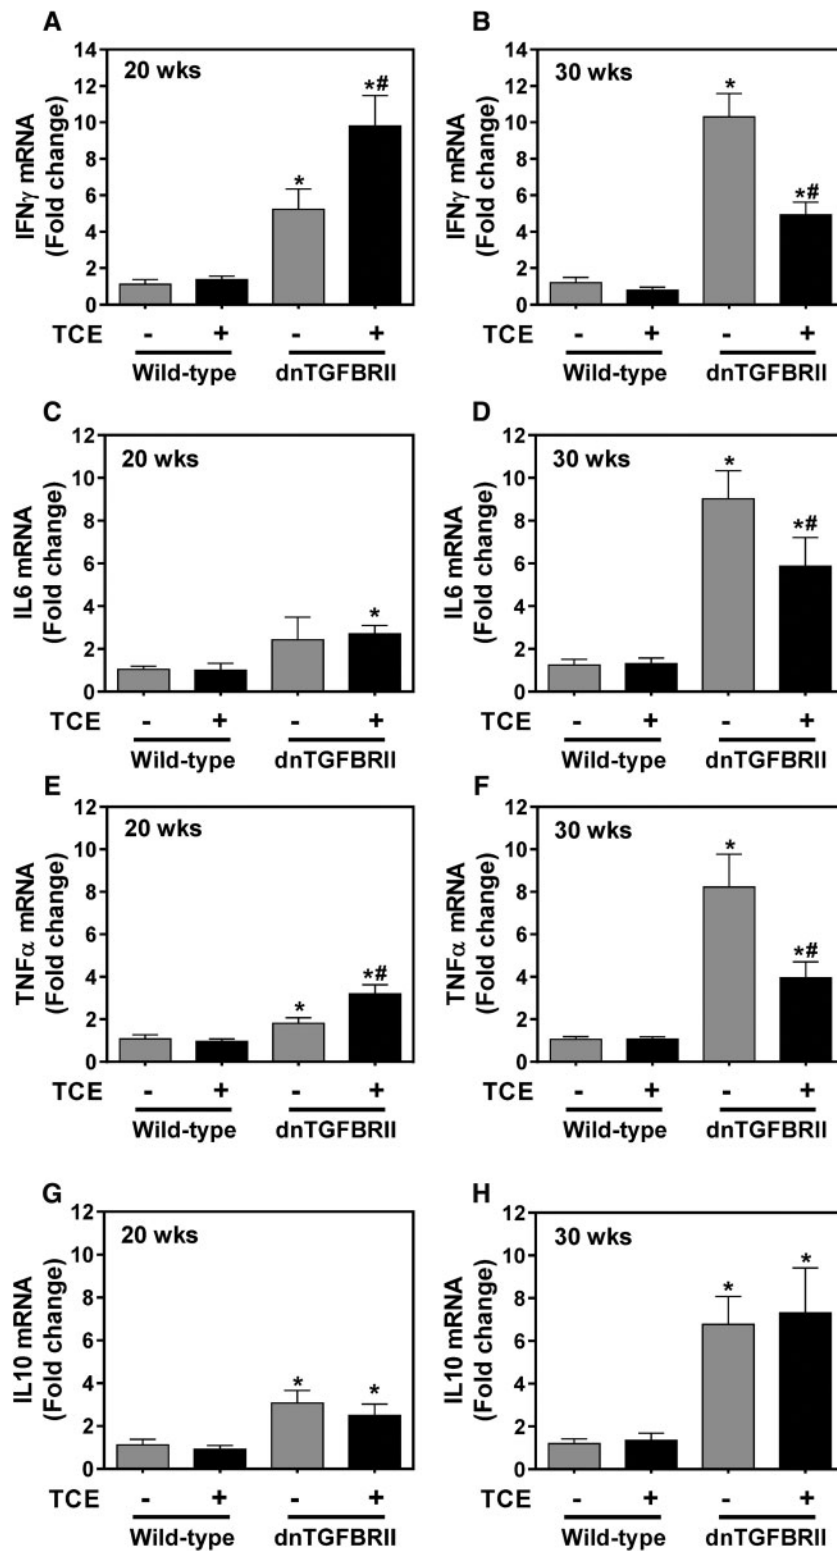 A
20 wks
IFNγ mRNA
(Fold change)
14
12
10
8
6
4
2
0
*
*#
TCE - + - +
Wild-type dnTGFBRII
B
30 wks
IFNγ mRNA
(Fold change)
14
12
10
8
6
4
2
0
*
*#
TCE - + - +
Wild-type dnTGFBRII
C
20 wks
IL6 mRNA
(Fold change)
12
10
8
6
4
2
0
*
TCE - + - +
Wild-type dnTGFBRII
D
30 wks
IL6 mRNA
(Fold change)
12
10
8
6
4
2
0
*
*#
TCE - + - +
Wild-type dnTGFBRII
E
20 wks
TNFα mRNA
(Fold change)
12
10
8
6
4
2
0
*
*#
TCE - + - +
Wild-type dnTGFBRII
F
30 wks
TNFα mRNA
(Fold change)
12
10
8
6
4
2
0
*
*#
TCE - + - +
Wild-type dnTGFBRII
G
20 wks
IL10 mRNA
(Fold change)
12
10
8
6
4
2
0
*
*
TCE - + - +
Wild-type dnTGFBRII
H
30 wks
IL10 mRNA
(Fold change)
12
10
8
6
4
2
0
*
*
TCE - + - +
Wild-type dnTGFBRII